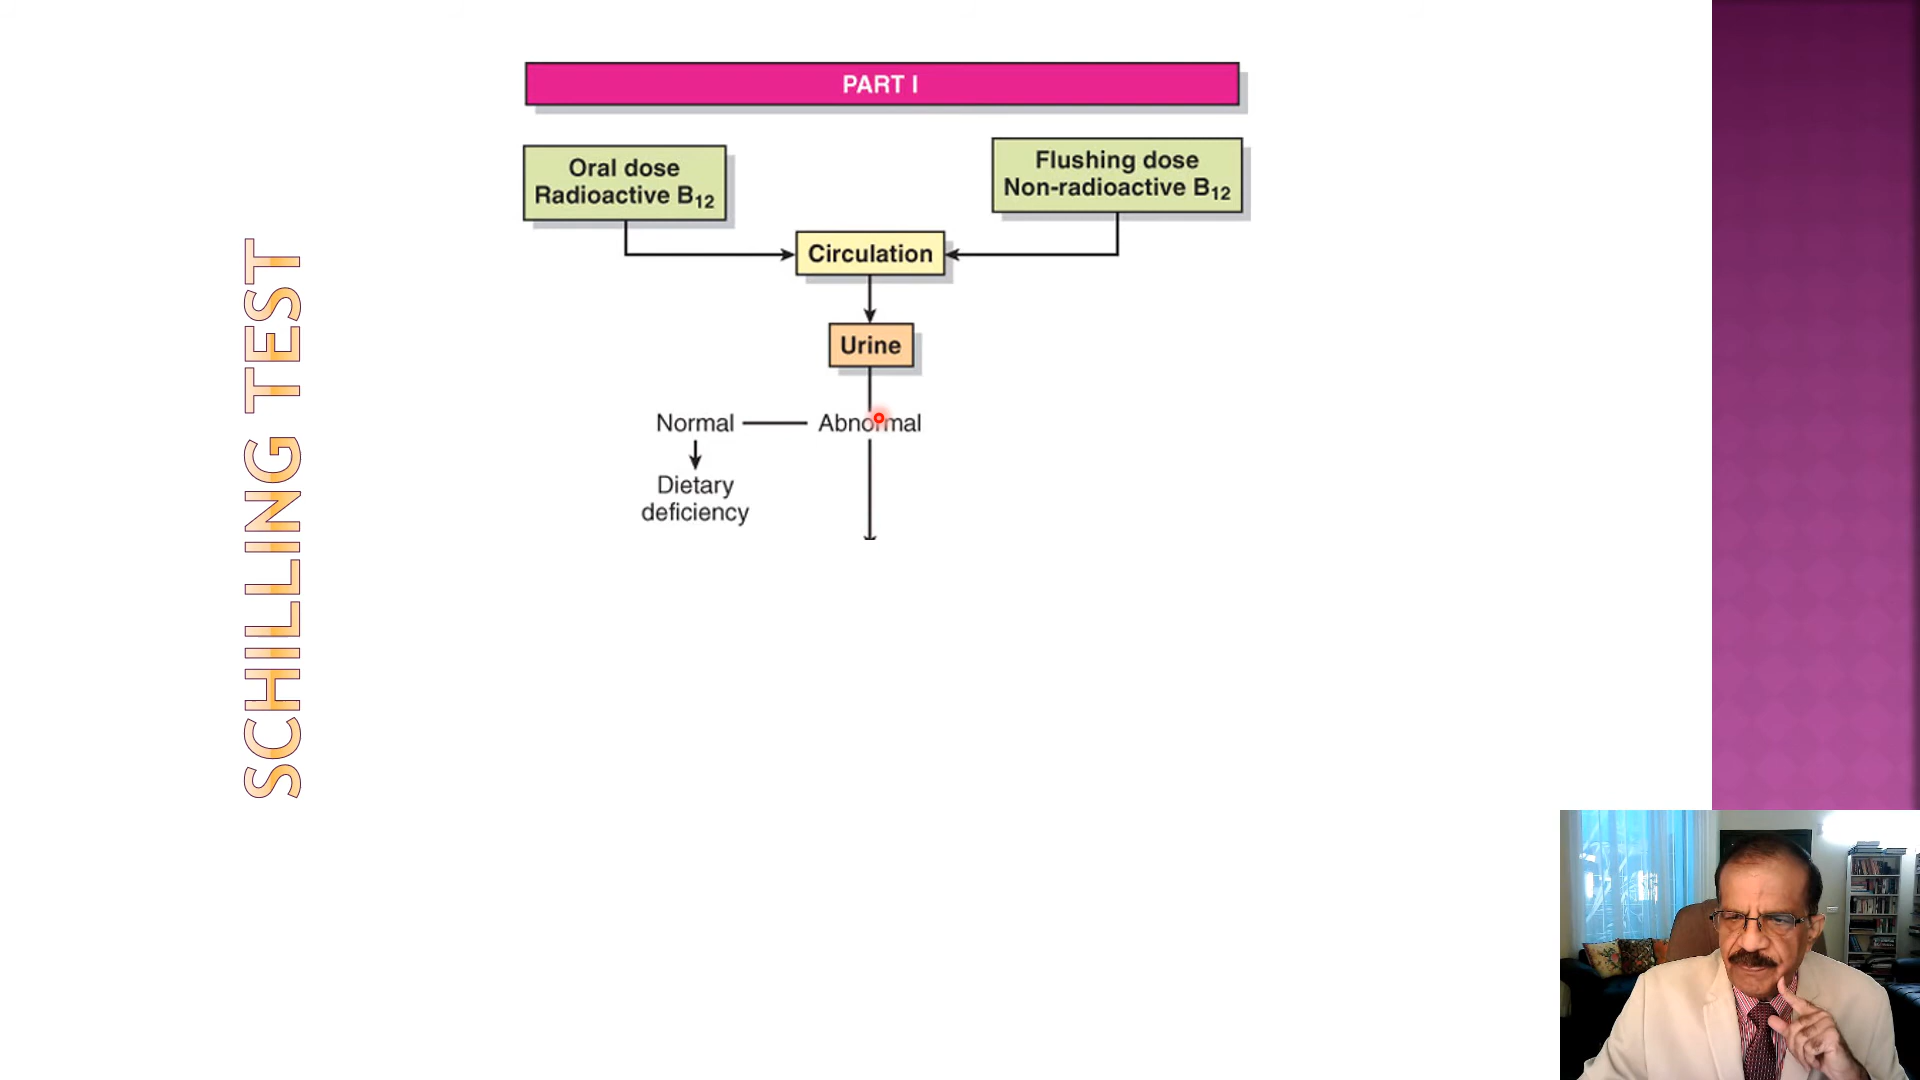 SCHILLING TEST
PART I
Oral dose
Radioactive B₁₂
Flushing dose
Non-radioactive B₁₂
Circulation
Urine
Normal
Abnormal
Dietary
deficiency